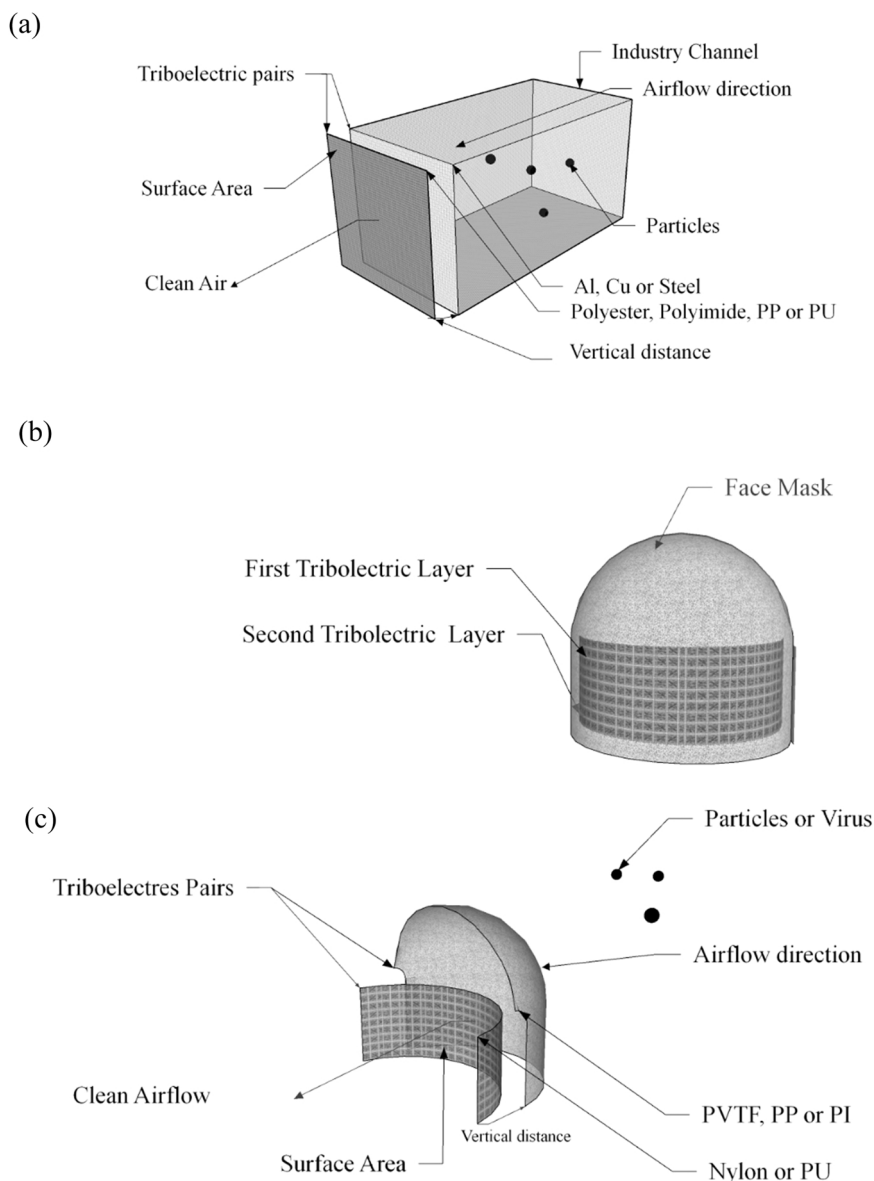 (a)
Industry Channel
Triboelectric pairs
Airflow direction
Surface Area
Particles
Clean Air
Al, Cu or Steel
Polyester, Polyimide, PP or PU
Vertical distance
(b)
Face Mask
First Tribolectric Layer
Second Tribolectric Layer
(c)
Particles or Virus
Triboelectres Pairs
Airflow direction
Clean Airflow
PVTF, PP or PI
Vertical distance
Surface Area
Nylon or PU